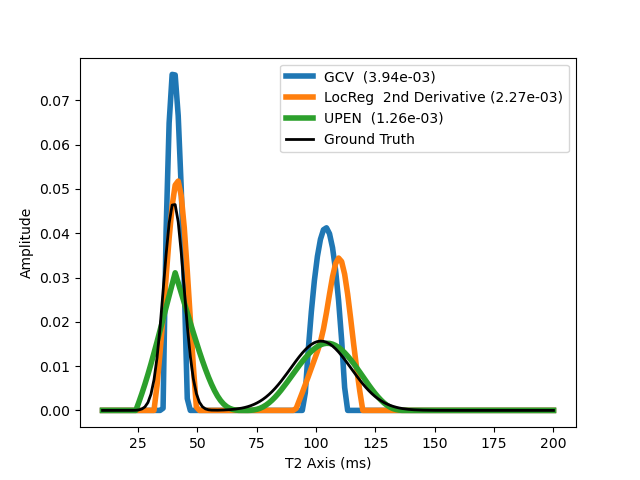 GCV  (3.94e-03)
LocReg  2nd Derivative (2.27e-03)
UPEN  (1.26e-03)
Ground Truth
Amplitude
0.07
0.06
0.05
0.04
0.03
0.02
0.01
0.00
25 50 75 100 125 150 175 200
T2 Axis (ms)